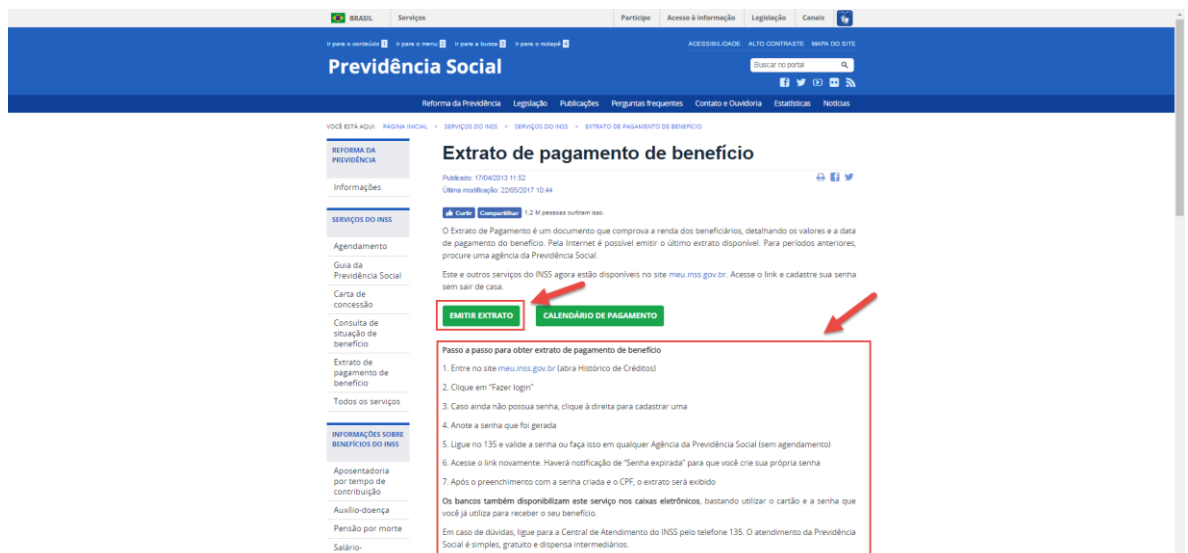 BRASIL Serviços Participe Acesso à informação Legislação Canais
Ir para o conteúdo 1 Ir para o menu 2 Ir para a busca 3 Ir para o rodapé 4 ACESSIBILIDADE ALTO CONTRASTE MAPA DO SITE
Previdência Social
Buscar no portal
Reforma da Previdência Legislação Publicações Perguntas frequentes Contato e Ouvidoria Estatísticas Notícias
VOCÊ ESTÁ AQUI: PÁGINA INICIAL > SERVIÇOS DO INSS > SERVIÇOS DO INSS > EXTRATO DE PAGAMENTO DE BENEFÍCIO
REFORMA DA
PREVIDÊNCIA
Informações
SERVIÇOS DO INSS
Agendamento
Guia da
Previdência Social
Carta de
concessão
Consulta de
situação de
benefício
Extrato de
pagamento de
benefício
Todos os serviços
INFORMAÇÕES SOBRE
BENEFÍCIOS DO INSS
Aposentadoria
por tempo de
contribuição
Auxílio-doença
Pensão por morte
Salário-
Extrato de pagamento de benefício
Publicado: 17/04/2013 11:52
Última modificação: 22/05/2017 10:44
Curtir Compartilhar 1,2 M pessoas curtiram isso.
O Extrato de Pagamento é um documento que comprova a renda dos beneficiários, detalhando os valores e a data
de pagamento do benefício. Pela Internet é possível emitir o último extrato disponível. Para períodos anteriores,
procure uma agência da Previdência Social.
Este e outros serviços do INSS agora estão disponíveis no site meu.inss.gov.br. Acesse o link e cadastre sua senha
sem sair de casa.
EMITIR EXTRATO CALENDÁRIO DE PAGAMENTO
Passo a passo para obter extrato de pagamento de benefício
1. Entre no site meu.inss.gov.br (abra Histórico de Créditos)
2. Clique em "Fazer login"
3. Caso ainda não possua senha, clique à direita para cadastrar uma
4. Anote a senha que foi gerada
5. Ligue no 135 e valide a senha ou faça isso em qualquer Agência da Previdência Social (sem agendamento)
6. Acesse o link novamente. Haverá notificação de "Senha expirada" para que você crie sua própria senha
7. Após o preenchimento com a senha criada e o CPF, o extrato será exibido
Os bancos também disponibilizam este serviço nos caixas eletrônicos, bastando utilizar o cartão e a senha que
você já utiliza para receber o seu benefício.
Em caso de dúvidas, ligue para a Central de Atendimento do INSS pelo telefone 135. O atendimento da Previdência
Social é simples, gratuito e dispensa intermediários.